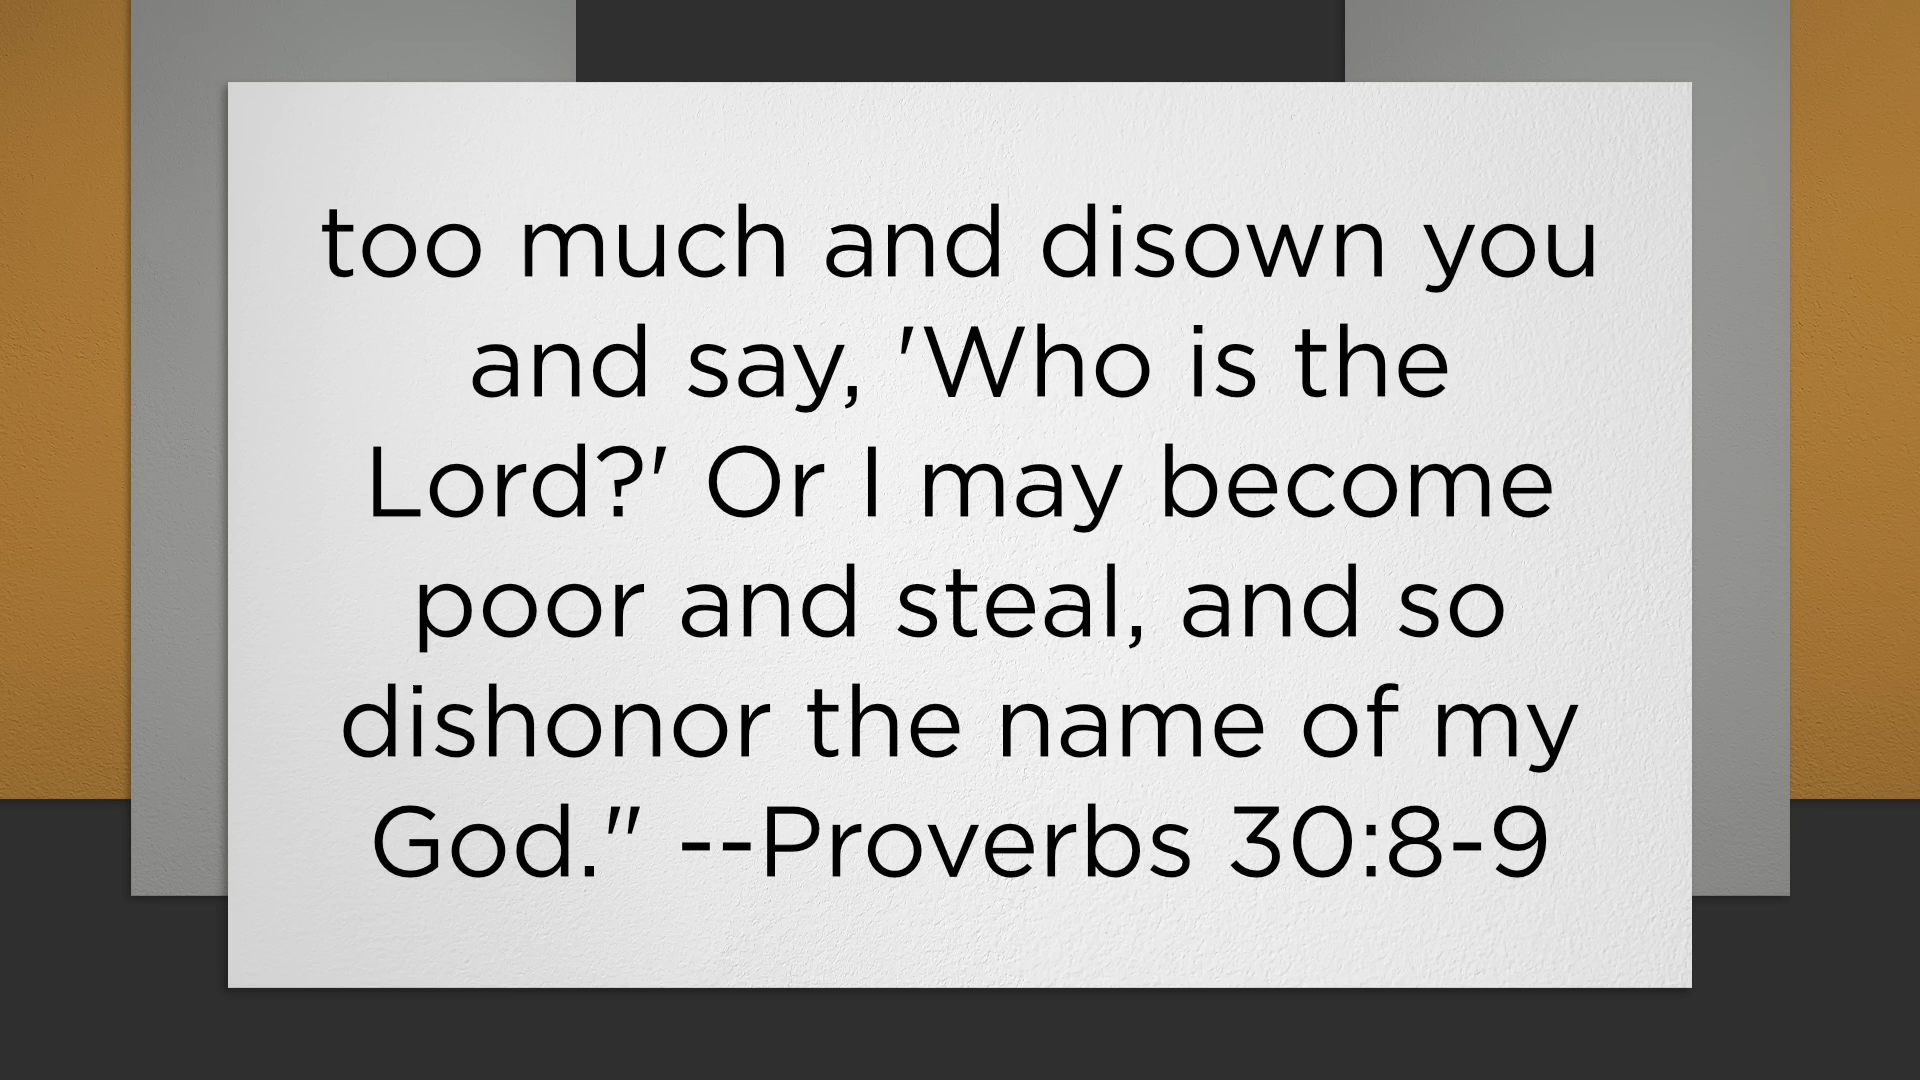 too much and disown you
and say, 'Who is the
Lord?' Or I may become
poor and steal, and so
dishonor the name of my
God." --Proverbs 30:8-9